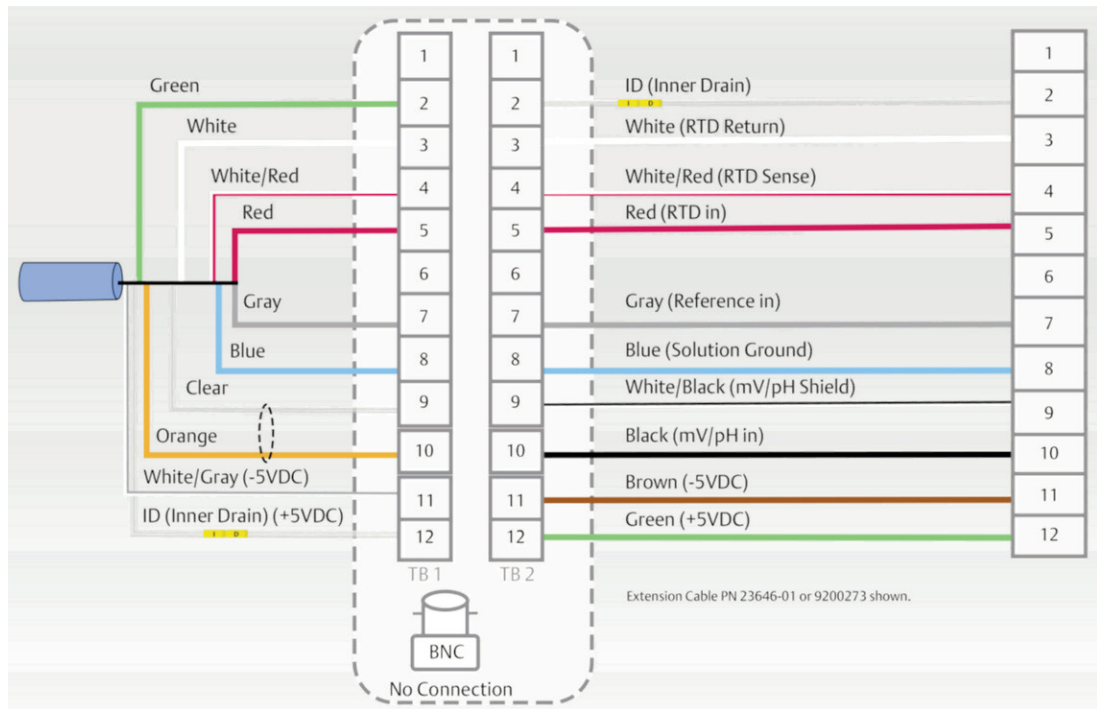 1
2
3
4
5
6
7
8
9
10
11
12
TB 1
1
2
3
4
5
6
7
8
9
10
11
12
TB 2
1
2
3
4
5
6
7
8
9
10
11
12
Green
White
White/Red
Red
Gray
Blue
Clear
Orange
White/Gray (-5VDC)
ID (Inner Drain) (+5VDC)
I D
ID (Inner Drain)
I D
White (RTD Return)
White/Red (RTD Sense)
Red (RTD in)
Gray (Reference in)
Blue (Solution Ground)
White/Black (mV/pH Shield)
Black (mV/pH in)
Brown (-5VDC)
Green (+5VDC)
Extension Cable PN 23646-01 or 9200273 shown.
BNC
No Connection